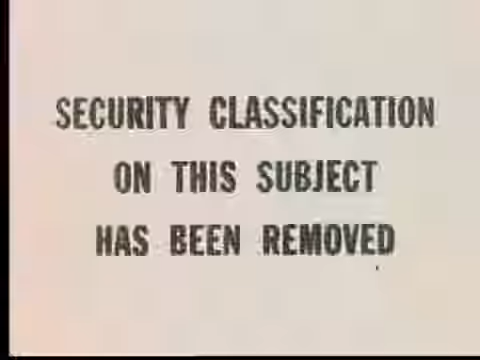 SECURITY CLASSIFICATION
ON THIS SUBJECT
HAS BEEN REMOVED